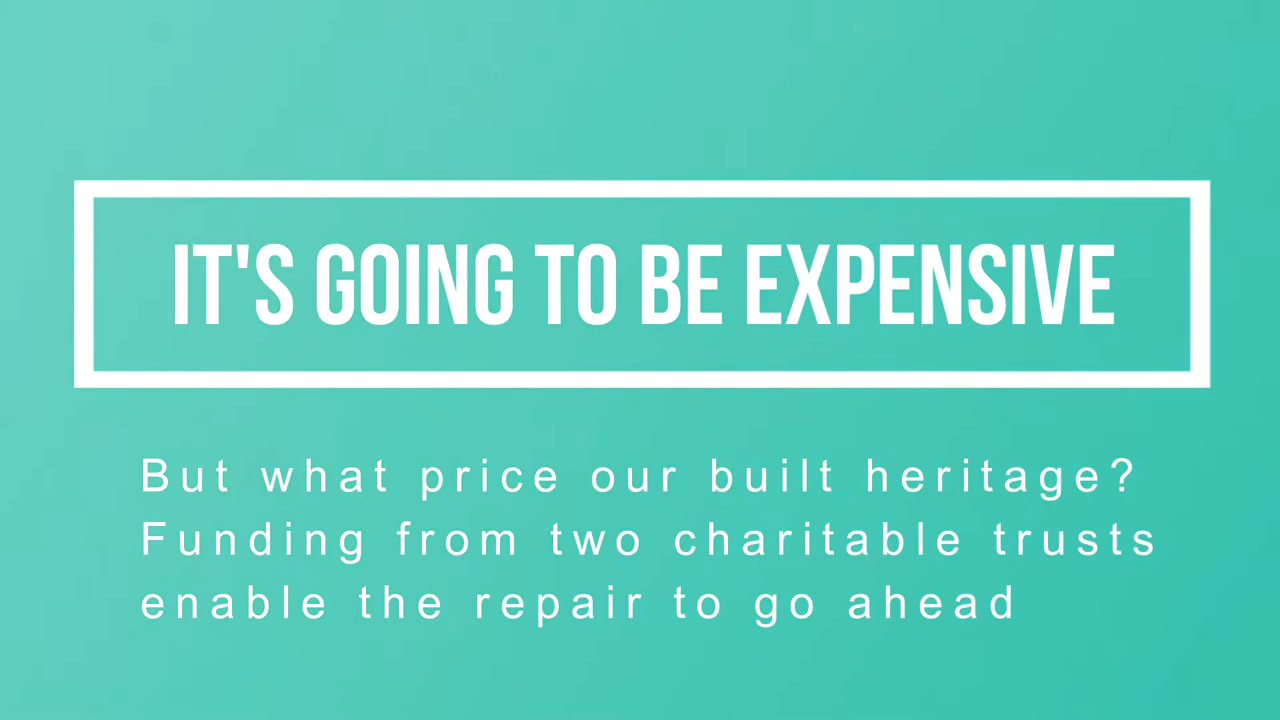 IT'S GOING TO BE EXPENSIVE
But what price our built heritage?
Funding from two charitable trusts
enable the repair to go ahead